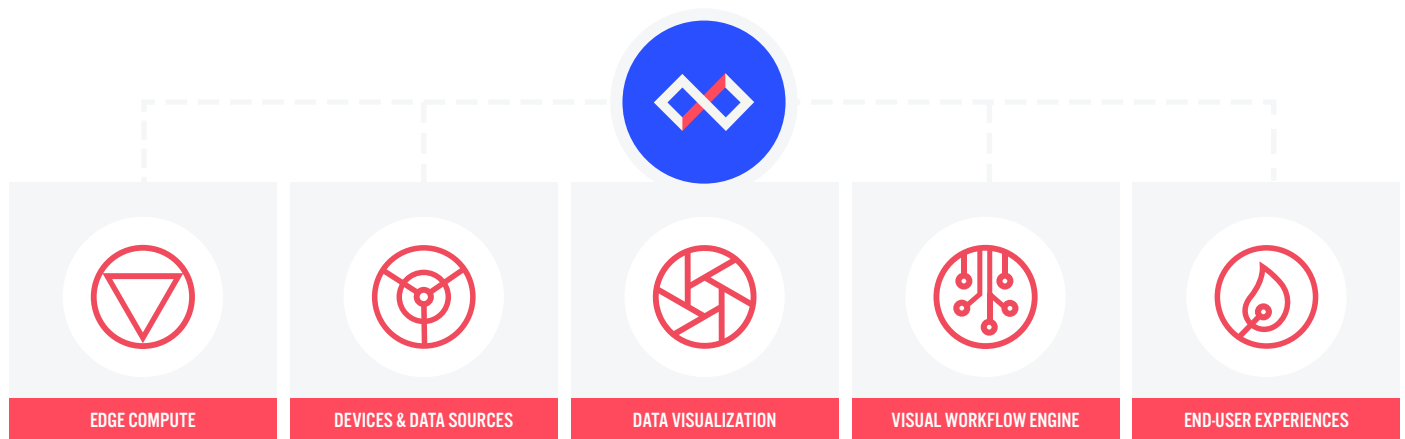 EDGE COMPUTE
DEVICES & DATA SOURCES
DATA VISUALIZATION
VISUAL WORKFLOW ENGINE
END-USER EXPERIENCES